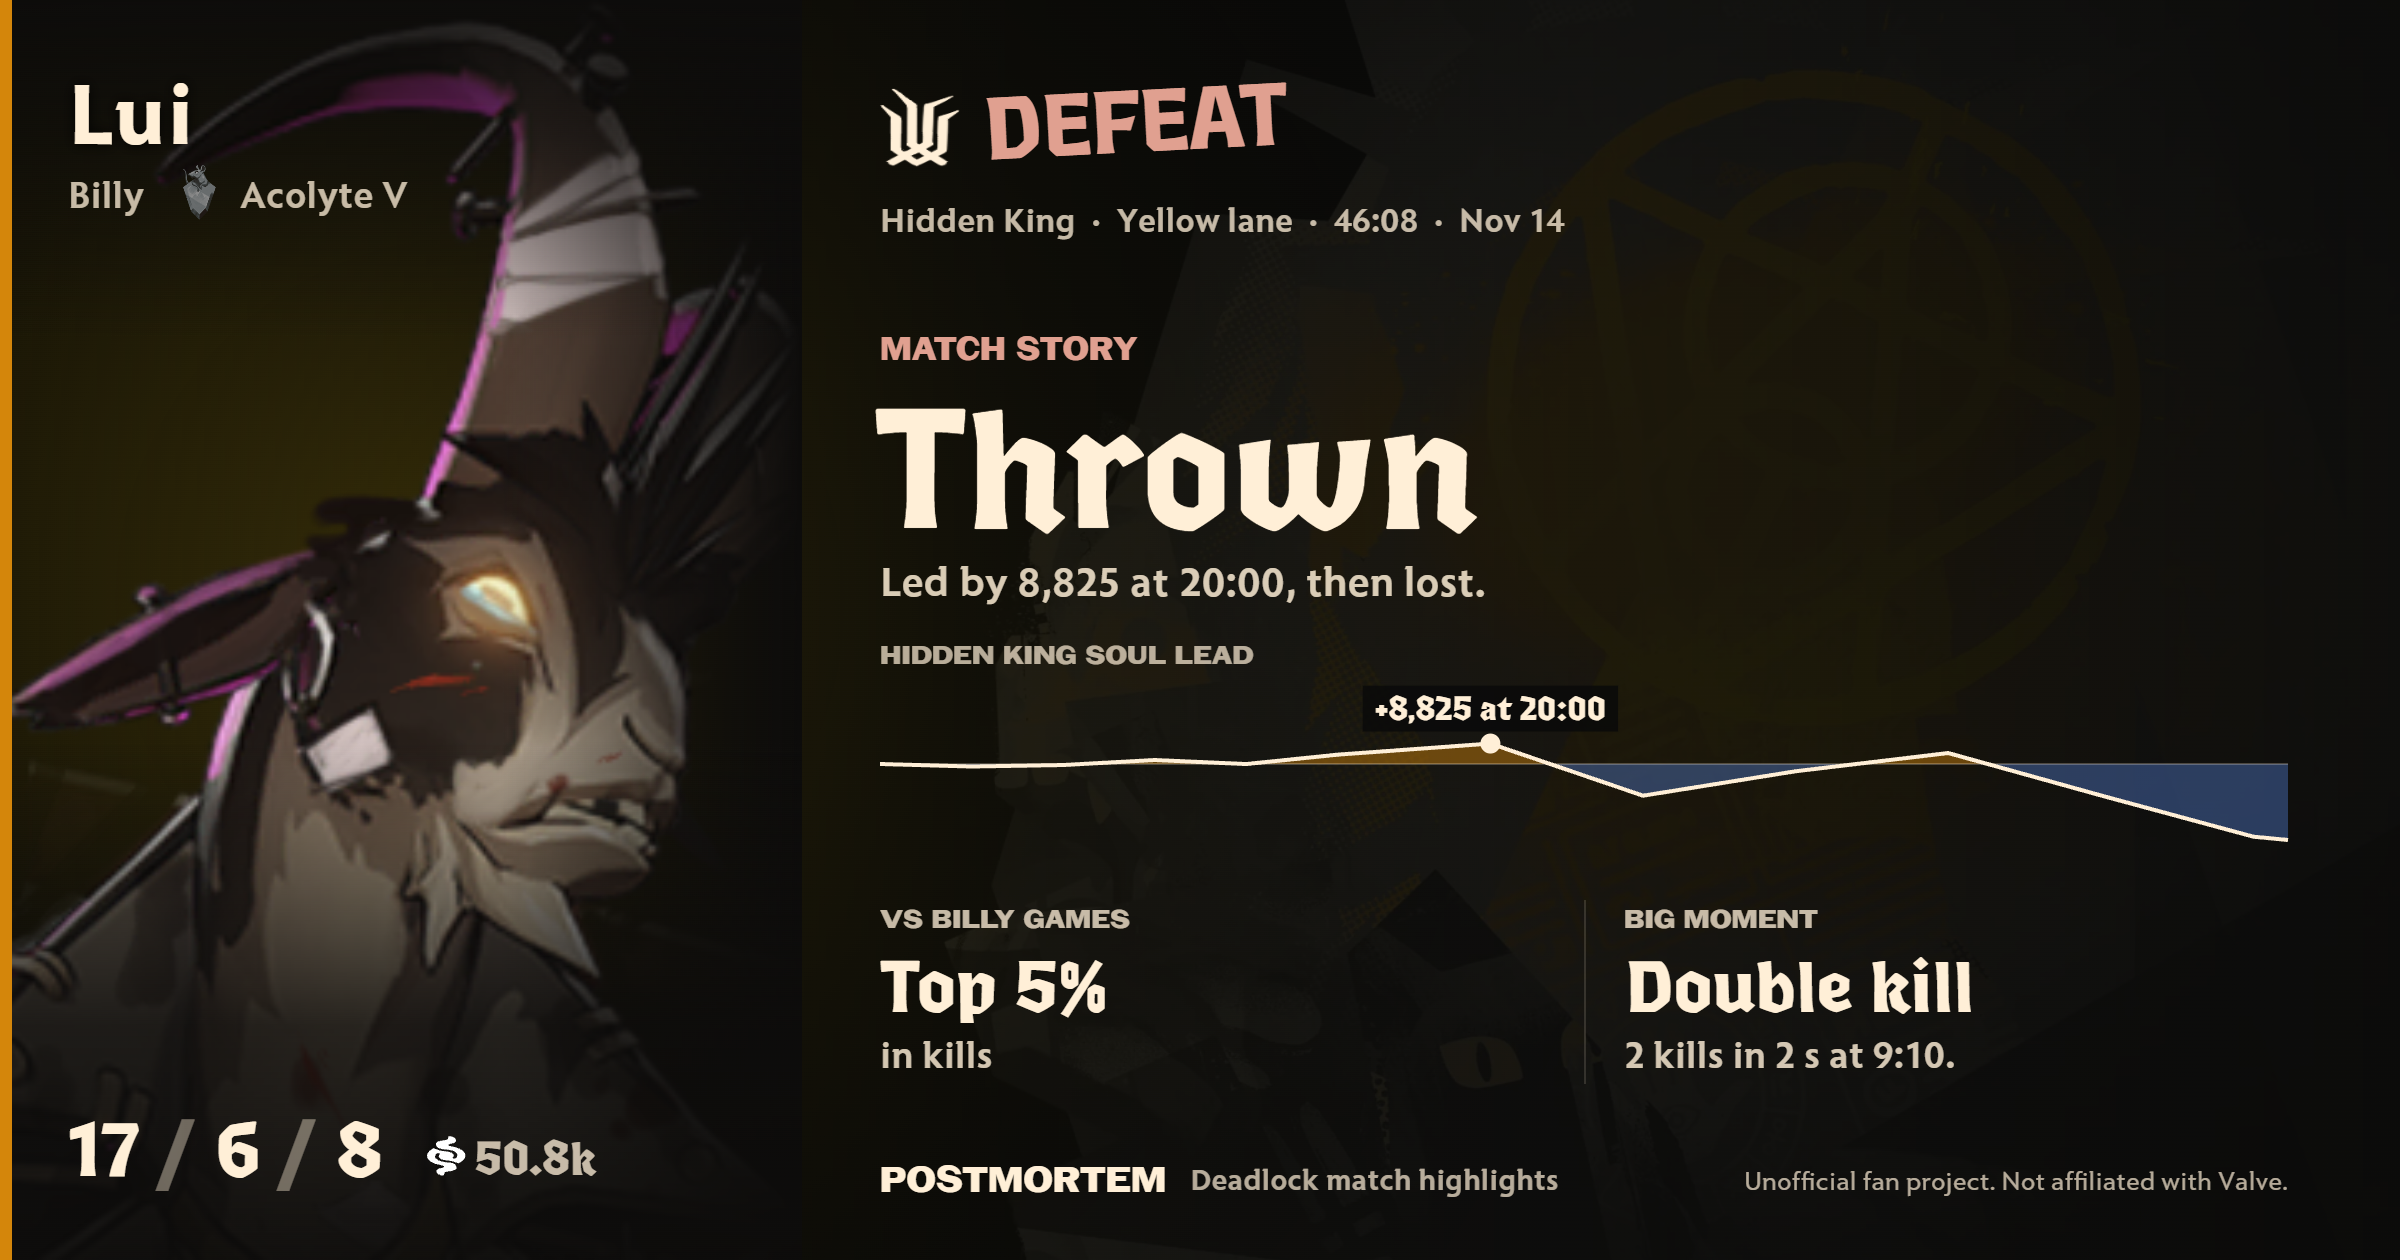 Lui
Billy Acolyte V
17 / 6 / 8 50.8k
DEFEAT
Hidden King · Yellow lane · 46:08 · Nov 14
MATCH STORY
Thrown
Led by 8,825 at 20:00, then lost.
HIDDEN KING SOUL LEAD
+8,825 at 20:00
VS BILLY GAMES
Top 5%
in kills
BIG MOMENT
Double kill
2 kills in 2 s at 9:10.
POSTMORTEM Deadlock match highlights
Unofficial fan project. Not affiliated with Valve.